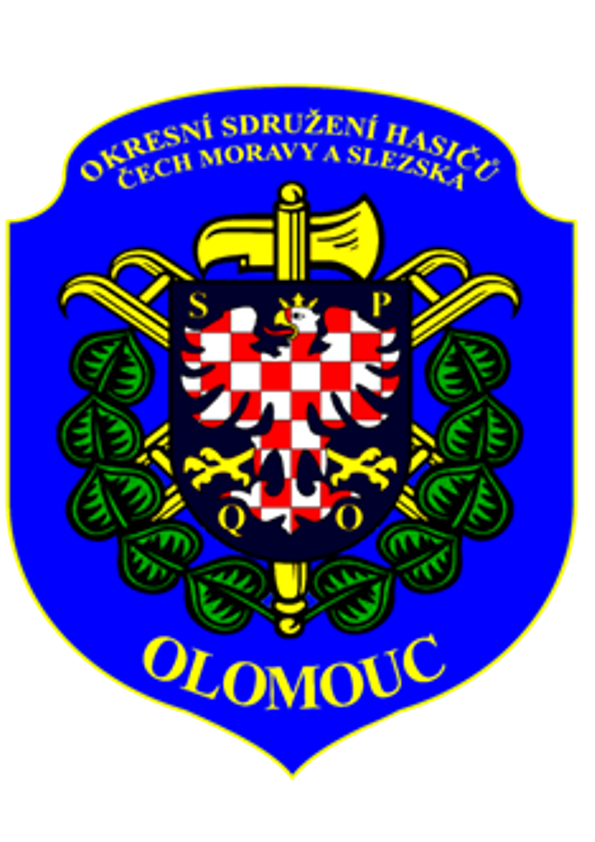 OKRESNÍ SDRUŽENÍ HASIČŮ
ČECH MORAVY A SLEZSKA
S P
Q O
OLOMOUC